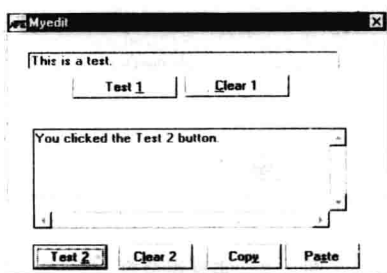 Myedit
This is a test.
Test 1 Clear 1
You clicked the Test 2 button.
Test 2 Clear 2 Copy Paste